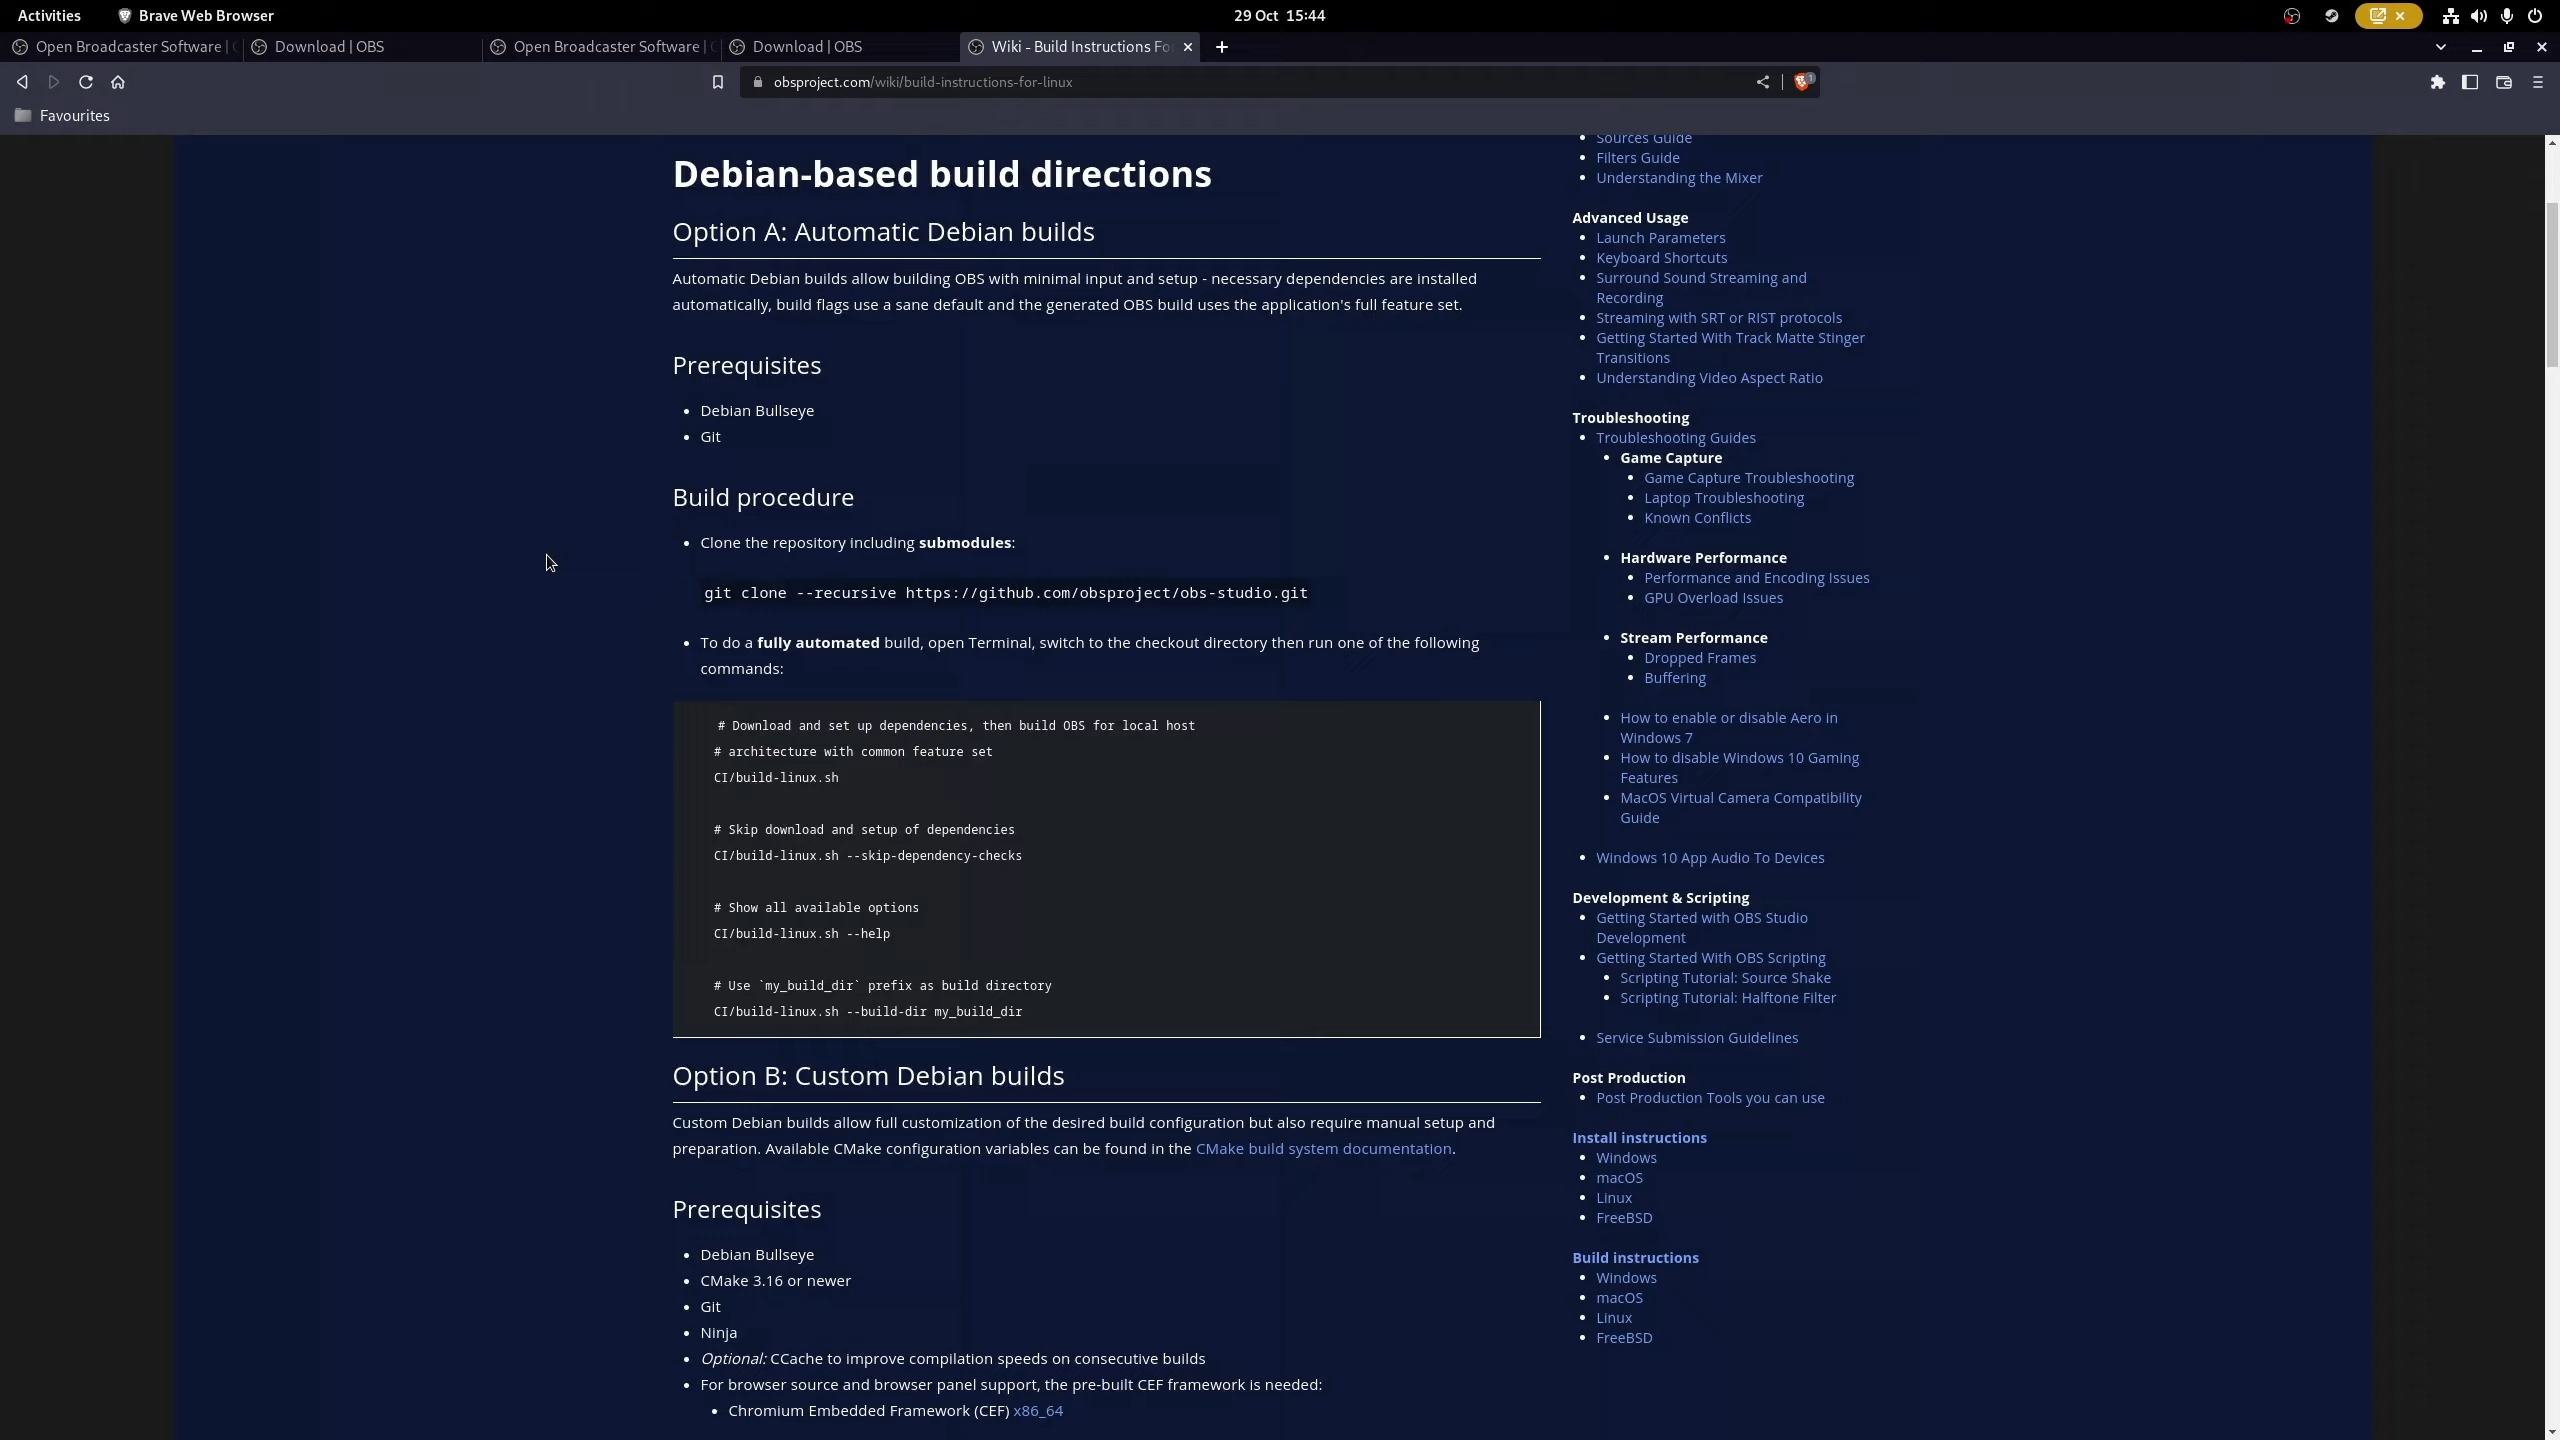 Activities
Brave Web Browser
29 Oct 15:44
Open Broadcaster Software |
Download | OBS
Open Broadcaster Software |
Download | OBS
Wiki - Build Instructions Fo
obsproject.com/wiki/build-instructions-for-linux
1
Favourites
Debian-based build directions
Option A: Automatic Debian builds
Automatic Debian builds allow building OBS with minimal input and setup - necessary dependencies are installed
automatically, build flags use a sane default and the generated OBS build uses the application's full feature set.
Prerequisites
• Debian Bullseye
• Git
Build procedure
• Clone the repository including submodules:
git clone --recursive https://github.com/obsproject/obs-studio.git
• To do a fully automated build, open Terminal, switch to the checkout directory then run one of the following
commands:
# Download and set up dependencies, then build OBS for local host
# architecture with common feature set
CI/build-linux.sh
# Skip download and setup of dependencies
CI/build-linux.sh --skip-dependency-checks
# Show all available options
CI/build-linux.sh --help
# Use `my_build_dir` prefix as build directory
CI/build-linux.sh --build-dir my_build_dir
Option B: Custom Debian builds
Custom Debian builds allow full customization of the desired build configuration but also require manual setup and
preparation. Available CMake configuration variables can be found in the CMake build system documentation.
Prerequisites
• Debian Bullseye
• CMake 3.16 or newer
• Git
• Ninja
• Optional: CCache to improve compilation speeds on consecutive builds
• For browser source and browser panel support, the pre-built CEF framework is needed:
• Chromium Embedded Framework (CEF) x86_64
• Sources Guide
• Filters Guide
• Understanding the Mixer
Advanced Usage
• Launch Parameters
• Keyboard Shortcuts
• Surround Sound Streaming and
Recording
• Streaming with SRT or RIST protocols
• Getting Started With Track Matte Stinger
Transitions
• Understanding Video Aspect Ratio
Troubleshooting
• Troubleshooting Guides
• Game Capture
• Game Capture Troubleshooting
• Laptop Troubleshooting
• Known Conflicts
• Hardware Performance
• Performance and Encoding Issues
• GPU Overload Issues
• Stream Performance
• Dropped Frames
• Buffering
• How to enable or disable Aero in
Windows 7
• How to disable Windows 10 Gaming
Features
• MacOS Virtual Camera Compatibility
Guide
• Windows 10 App Audio To Devices
Development & Scripting
• Getting Started with OBS Studio
Development
• Getting Started With OBS Scripting
• Scripting Tutorial: Source Shake
• Scripting Tutorial: Halftone Filter
• Service Submission Guidelines
Post Production
• Post Production Tools you can use
Install instructions
• Windows
• macOS
• Linux
• FreeBSD
Build instructions
• Windows
• macOS
• Linux
• FreeBSD